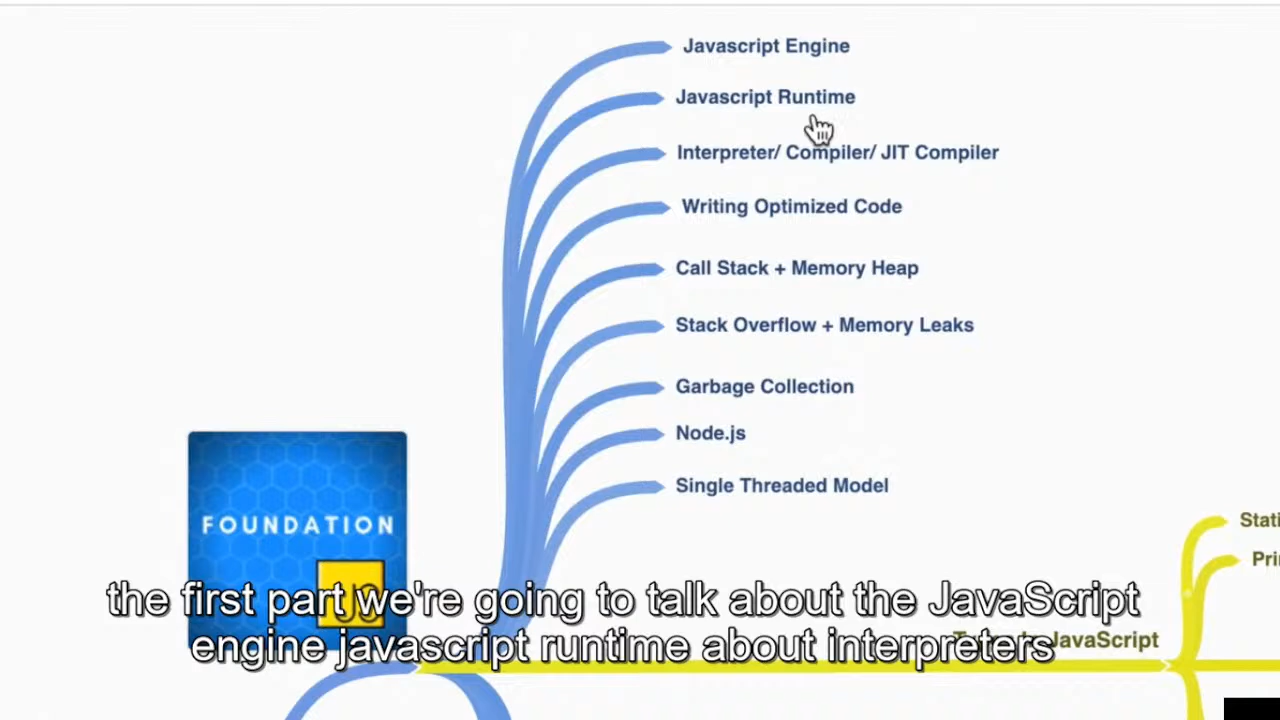 Javascript Engine
Javascript Runtime
Interpreter/ Compiler/ JIT Compiler
Writing Optimized Code
Call Stack + Memory Heap
Stack Overflow + Memory Leaks
Garbage Collection
Node.js
Single Threaded Model
FOUNDATION
JS
Stati
Pri
JavaScript
the first part we're going to talk about the JavaScript
engine javascript runtime about interpreters